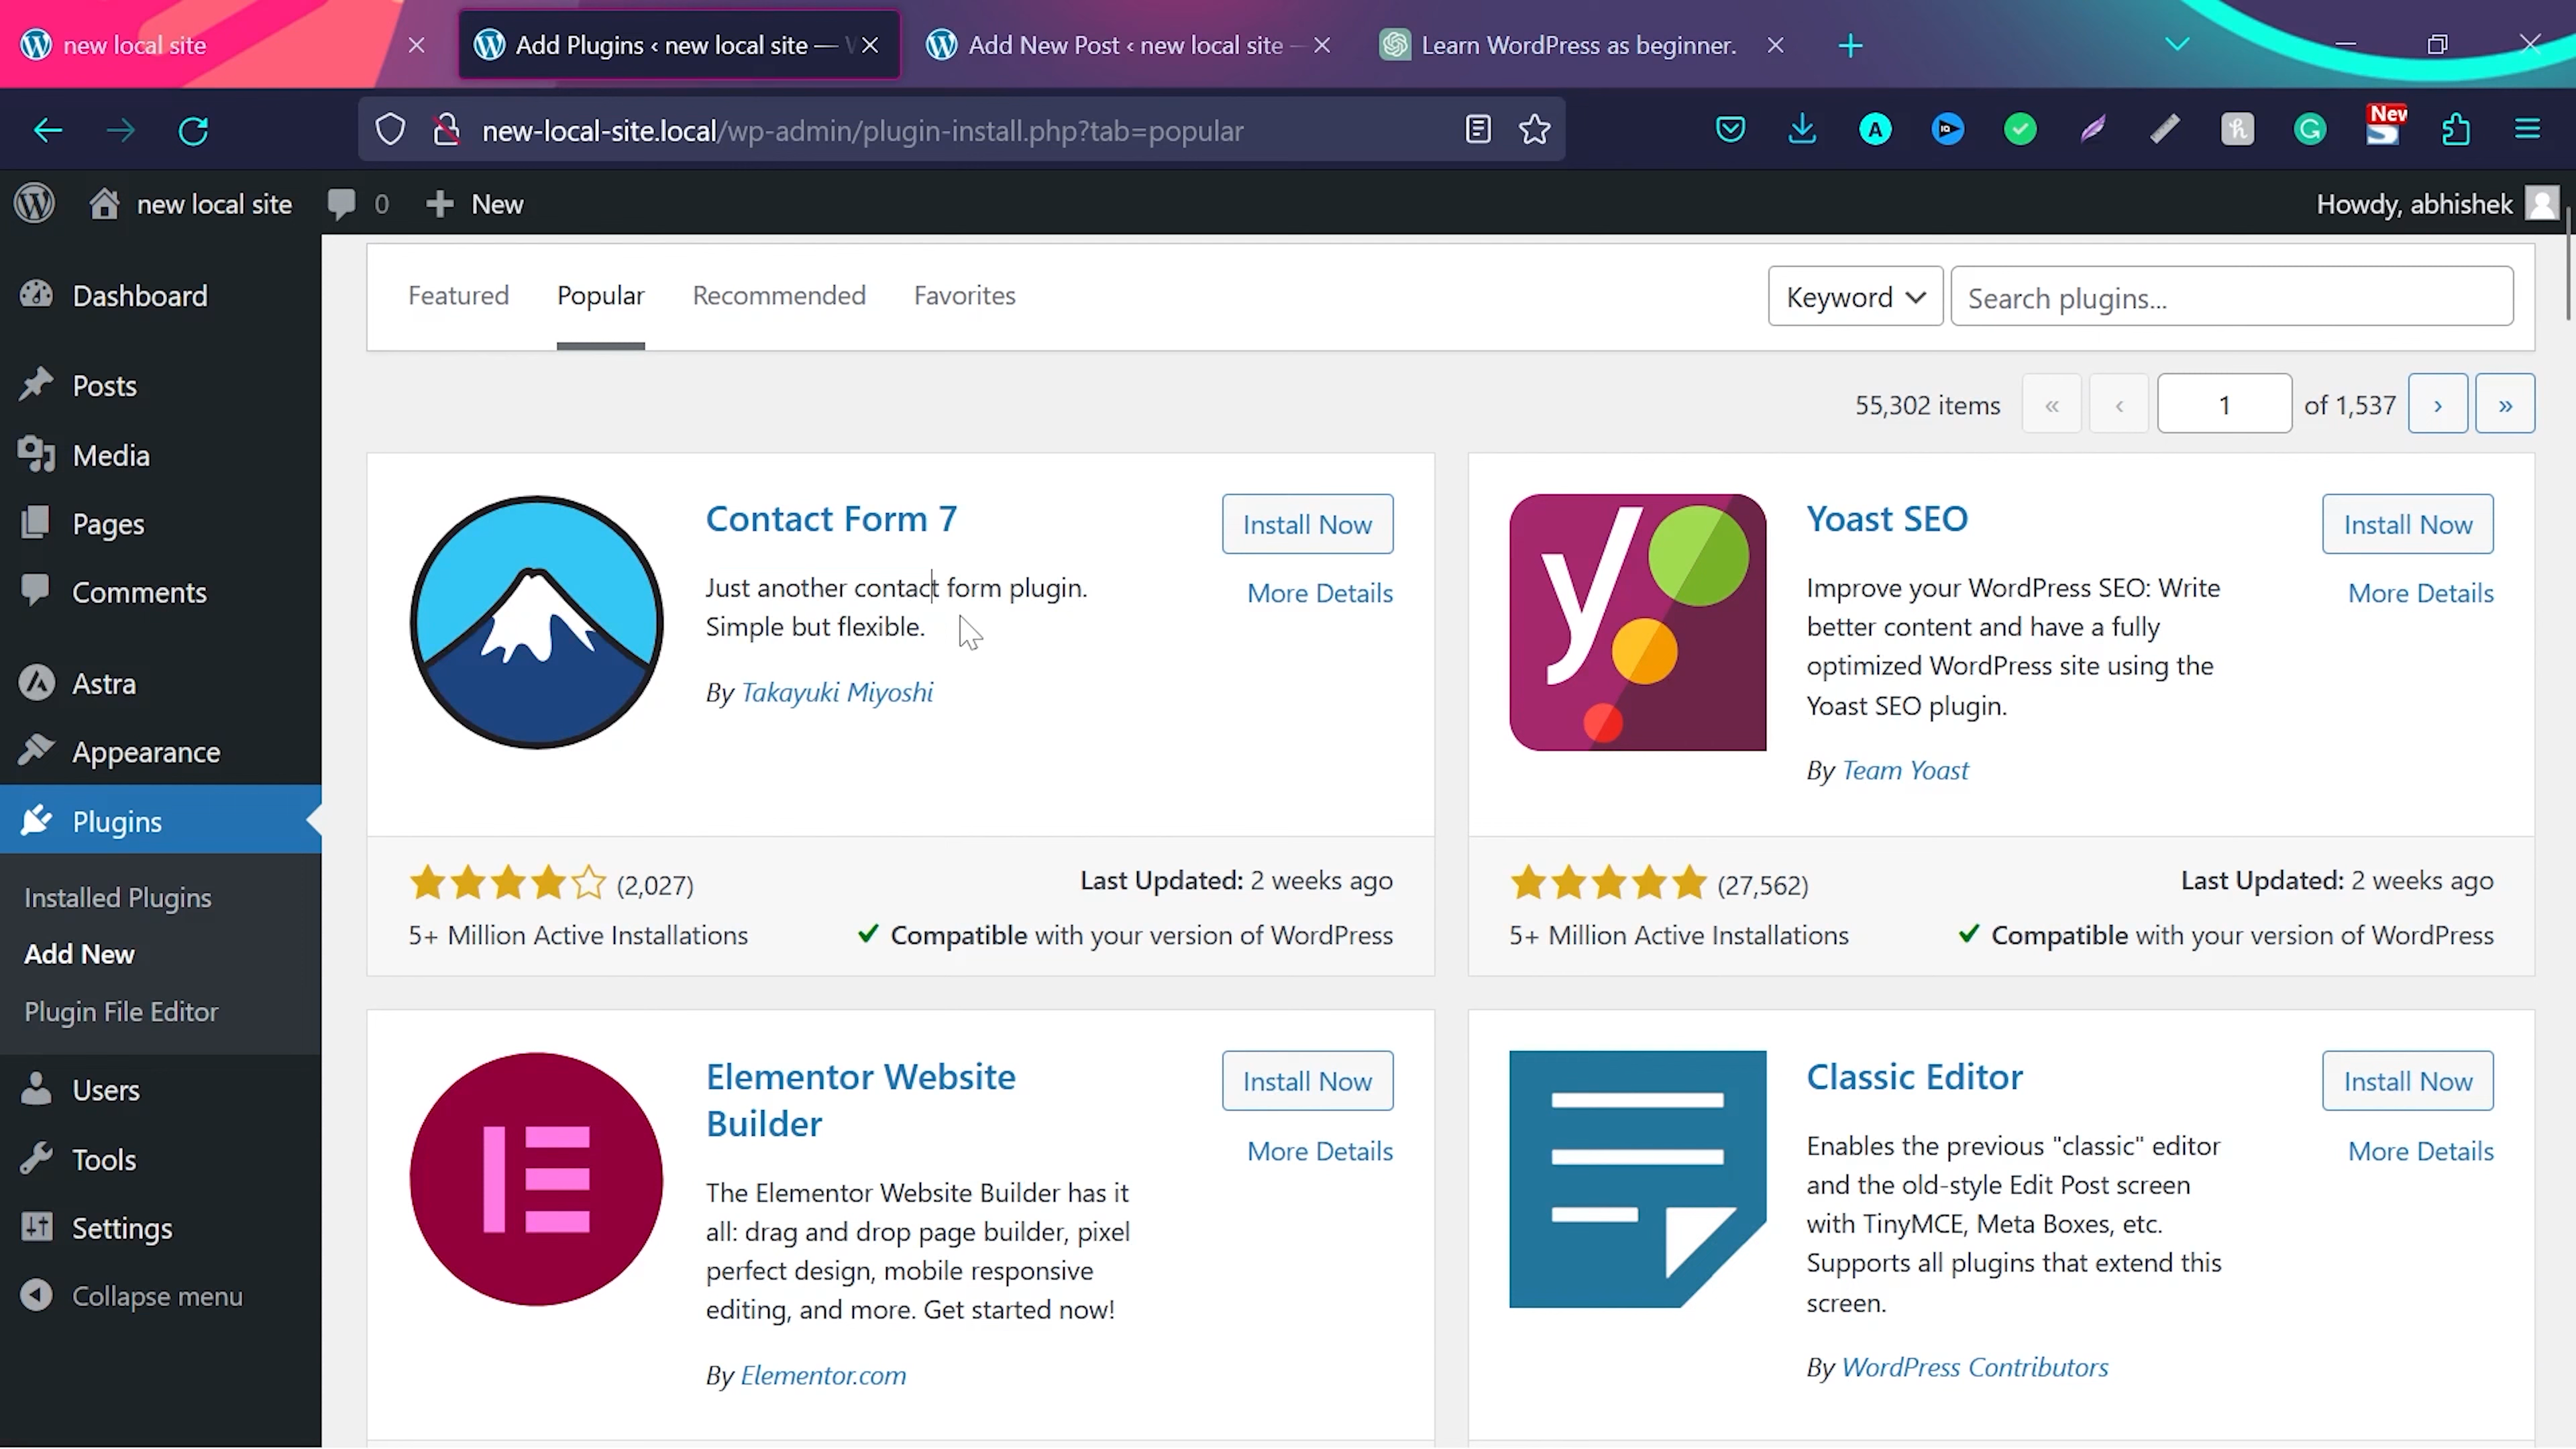 new local site
Add Plugins ‹ new local site —
Add New Post ‹ new local site
Learn WordPress as beginner.
new-local-site.local/wp-admin/plugin-install.php?tab=popular
New
new local site
0
New
Howdy, abhishek
Dashboard
Posts
Media
Pages
Comments
Astra
Appearance
Plugins
Installed Plugins
Add New
Plugin File Editor
Users
Tools
Settings
Collapse menu
Featured
Popular
Recommended
Favorites
Keyword
Search plugins...
55,302 items
«
‹
1
of 1,537
›
»
Contact Form 7
Install Now
Just another contact form plugin.
More Details
Simple but flexible.
By Takayuki Miyoshi
(2,027)
Last Updated: 2 weeks ago
5+ Million Active Installations
Compatible with your version of WordPress
Yoast SEO
Install Now
Improve your WordPress SEO: Write
More Details
better content and have a fully
optimized WordPress site using the
Yoast SEO plugin.
By Team Yoast
(27,562)
Last Updated: 2 weeks ago
5+ Million Active Installations
Compatible with your version of WordPress
Elementor Website
Builder
Install Now
More Details
The Elementor Website Builder has it
all: drag and drop page builder, pixel
perfect design, mobile responsive
editing, and more. Get started now!
By Elementor.com
Classic Editor
Install Now
Enables the previous "classic" editor
More Details
and the old-style Edit Post screen
with TinyMCE, Meta Boxes, etc.
Supports all plugins that extend this
screen.
By WordPress Contributors